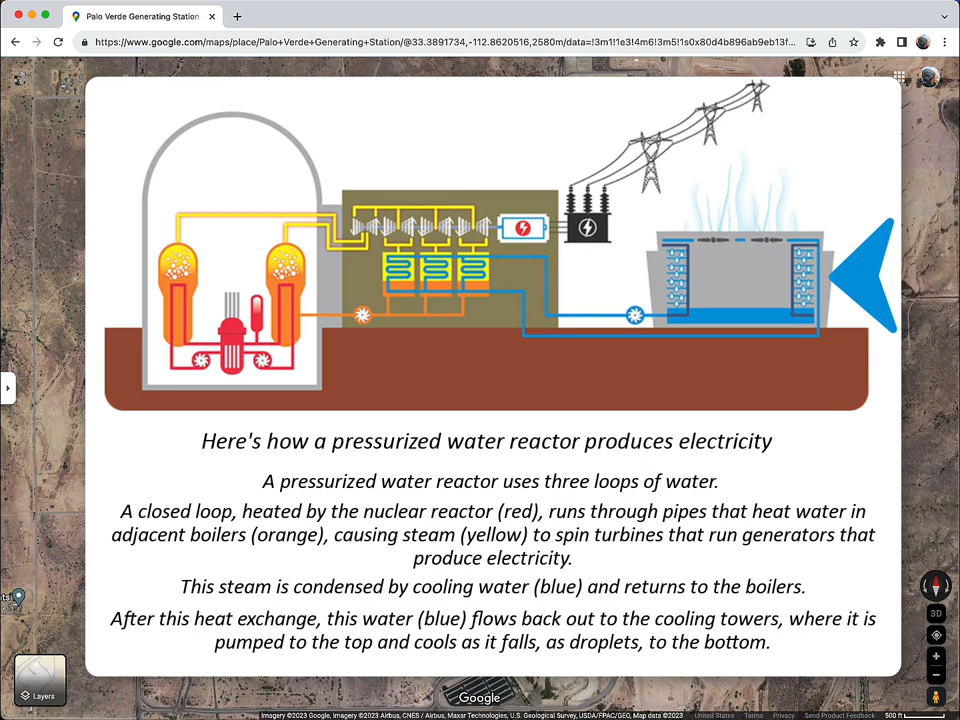 Palo Verde Generating Station
https://www.google.com/maps/place/Palo+Verde+Generating+Station/@33.3891734,-112.8620516,2580m/data=!3m1!1e3!4m6!3m5!1s0x80d4b896ab9eb13f...
Here's how a pressurized water reactor produces electricity
A pressurized water reactor uses three loops of water.
A closed loop, heated by the nuclear reactor (red), runs through pipes that heat water in
adjacent boilers (orange), causing steam (yellow) to spin turbines that run generators that
produce electricity.
This steam is condensed by cooling water (blue) and returns to the boilers.
After this heat exchange, this water (blue) flows back out to the cooling towers, where it is
pumped to the top and cools as it falls, as droplets, to the bottom.
3D
Layers
Google
Imagery ©2023 Google, Imagery ©2023 Airbus, CNES / Airbus, Maxar Technologies, U.S. Geological Survey, USDA/FPAC/GEO, Map data ©2023 United States Terms Privacy Send Product Feedback 500 ft